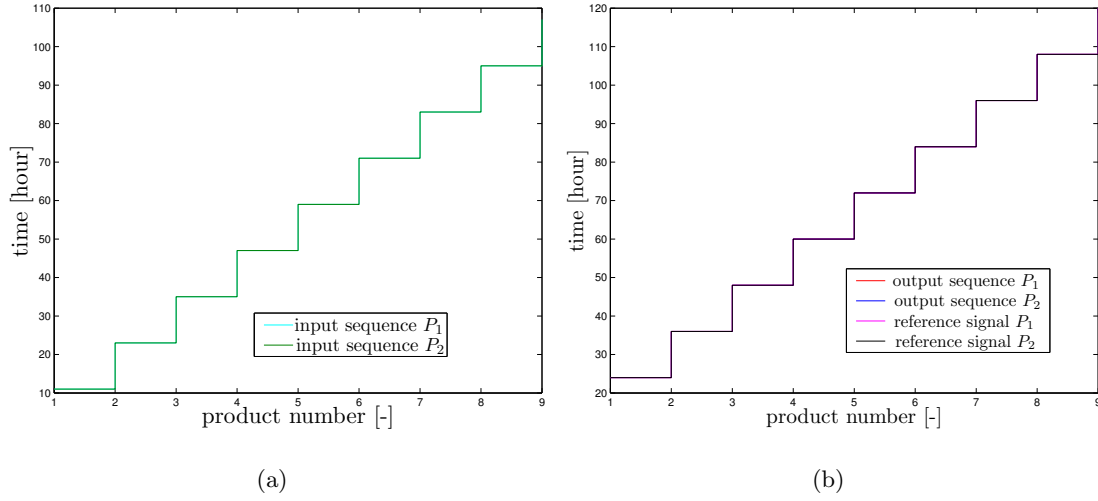 110
100
90
80
70
60
50
40
30
20
10
1 2 3 4 5 6 7 8 9
time [hour]
product number [-]
input sequence P₁
input sequence P₂
(a)
120
110
100
90
80
70
60
50
40
30
20
1 2 3 4 5 6 7 8 9
time [hour]
product number [-]
output sequence P₁
output sequence P₂
reference signal P₁
reference signal P₂
(b)